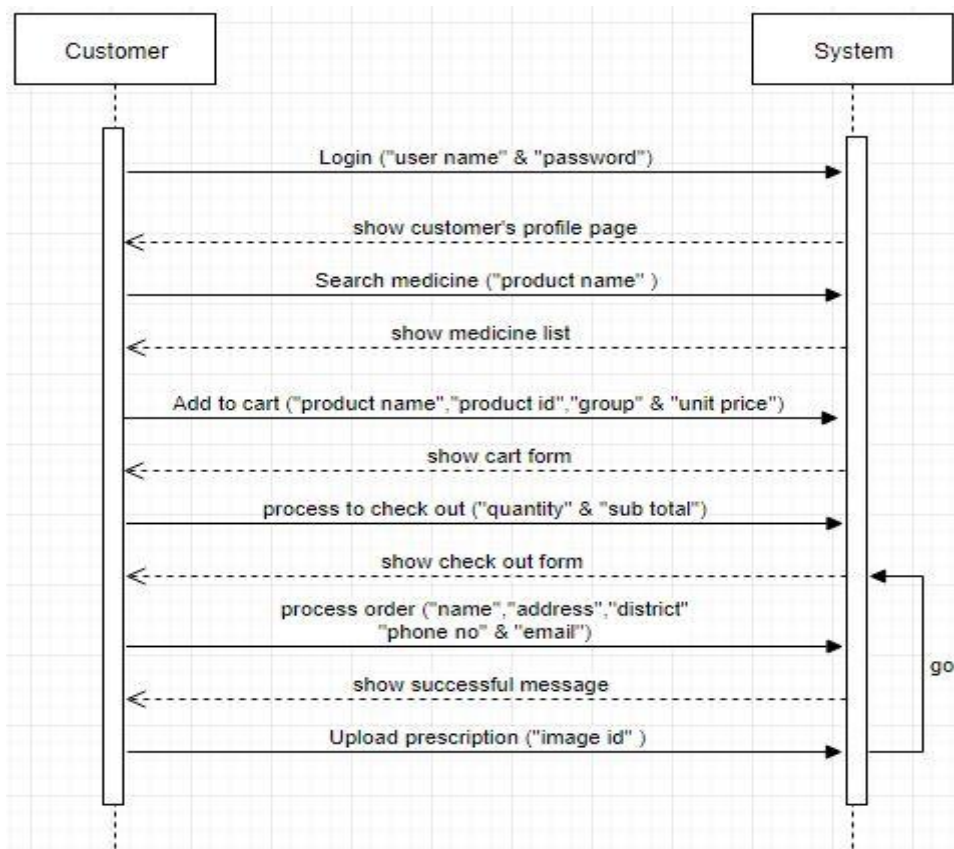 Customer
System
Login ("user name" & "password")
show customer's profile page
Search medicine ("product name" )
show medicine list
Add to cart ("product name","product id","group" & "unit price")
show cart form
process to check out ("quantity" & "sub total")
show check out form
process order ("name","address","district"
"phone no" & "email")
go
show successful message
Upload prescription ("image id" )